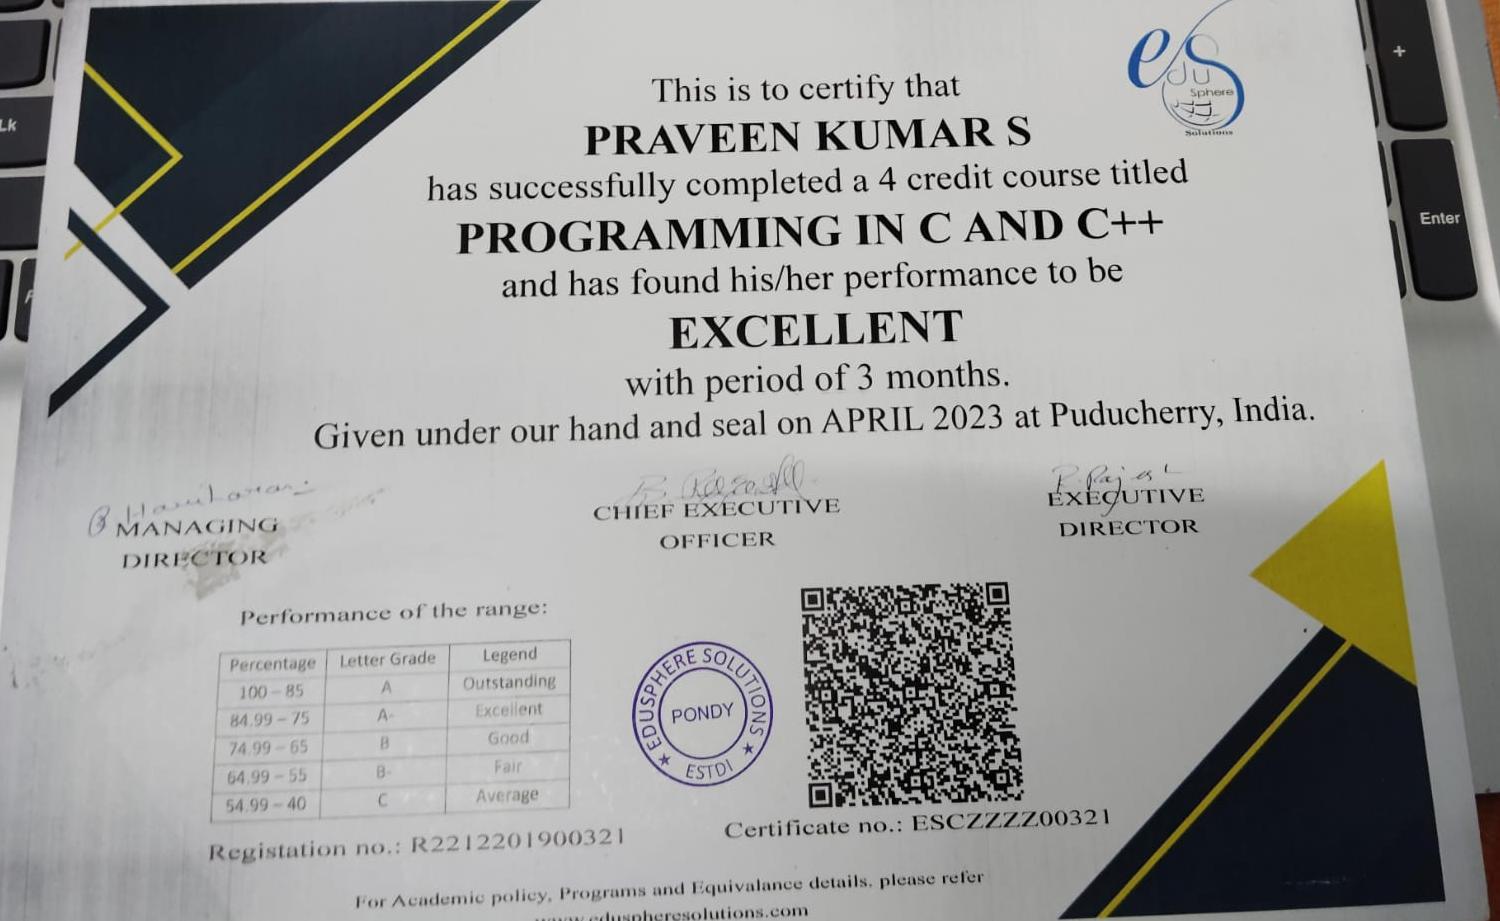 edu
Sphere
Solutions
This is to certify that
PRAVEEN KUMAR S
has successfully completed a 4 credit course titled
PROGRAMMING IN C AND C++
and has found his/her performance to be
EXCELLENT
with period of 3 months.
Given under our hand and seal on APRIL 2023 at Puducherry, India.
B Hariharan
P. Rajesh
MANAGING
DIRECTOR
CHIEF EXECUTIVE
OFFICER
EXECUTIVE
DIRECTOR
Performance of the range:
Percentage Letter Grade Legend
100 – 85 A Outstanding
84.99 – 75 A- Excellent
74.99 – 65 B Good
64.99 – 55 B- Fair
54.99 – 40 C Average
EDUSPHERE SOLUTIONS
PONDY
★ ESTDI ★
Registation no.: R2212201900321
Certificate no.: ESCZZZZ00321
For Academic policy, Programs and Equivalance details, please refer
www.eduspheresolutions.com
Lk
+
Enter